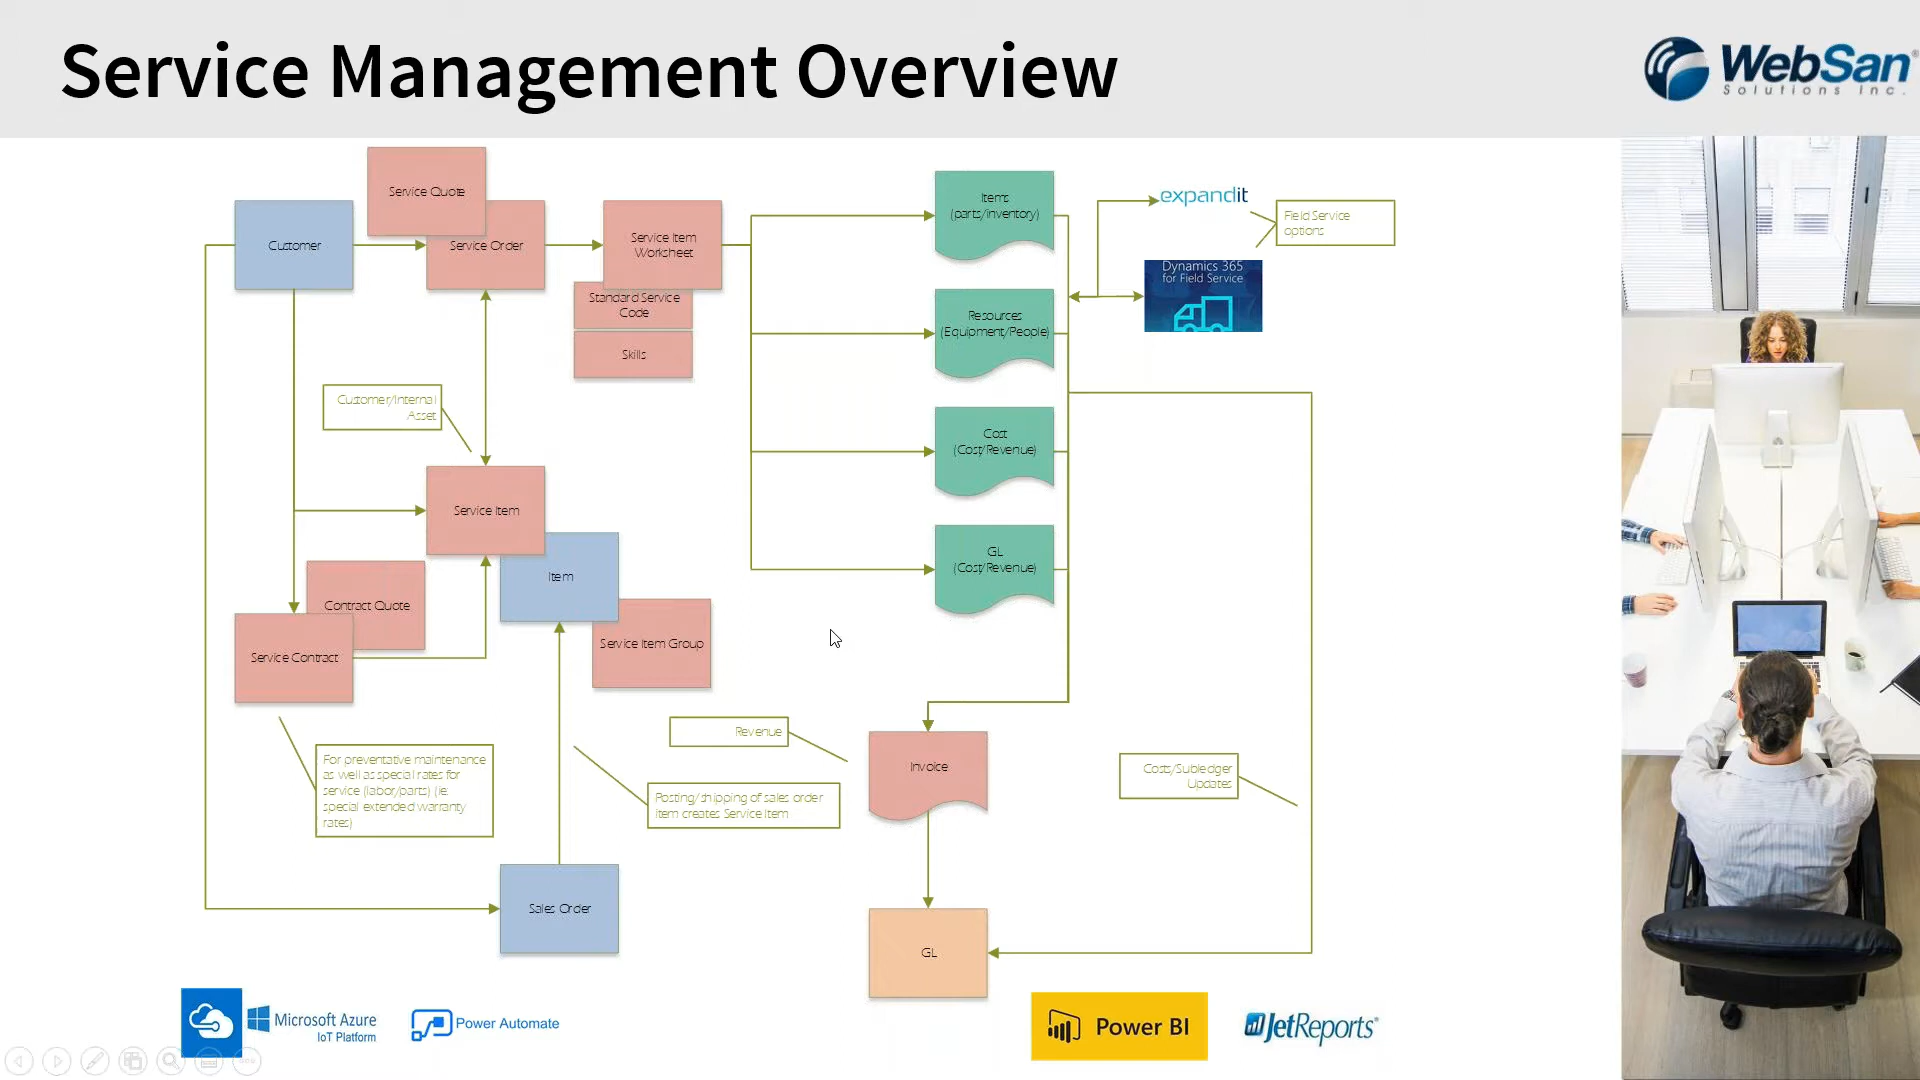 Service Management Overview
WebSan
Solutions Inc.
Service Quote
Customer
Service Order
Service Item
Worksheet
Standard Service
Code
Skills
Items
(parts/inventory)
Resources
(Equipment/People)
Cost
(Cost/Revenue)
GL
(Cost/Revenue)
expandit
Field Service
options
Dynamics 365
for Field Service
Customer/Internal
Asset
Service Item
Item
Service Item Group
Contract Quote
Service Contract
For preventative maintenance
as well as special rates for
service (labor/parts) (ie.
special extended warranty
rates)
Posting/shipping of sales order
item creates Service Item
Revenue
Invoice
Costs/Subledger
Updates
Sales Order
GL
Microsoft Azure
IoT Platform
Power Automate
Power BI
JetReports